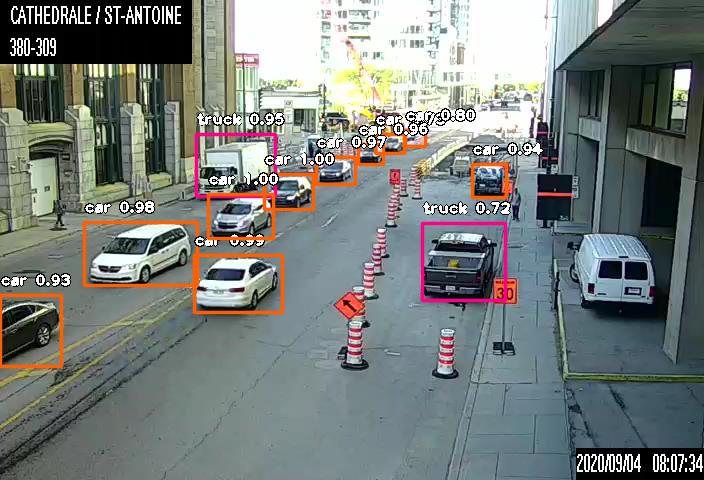 CATHEDRALE / ST-ANTOINE
380-309
truck 0.95
car 0.80
car 0.96
car 0.97
car 1.00
car 0.94
car 1.00
car 0.98
truck 0.72
car 0.99
car 0.93
30
2020/09/04 08:07:34